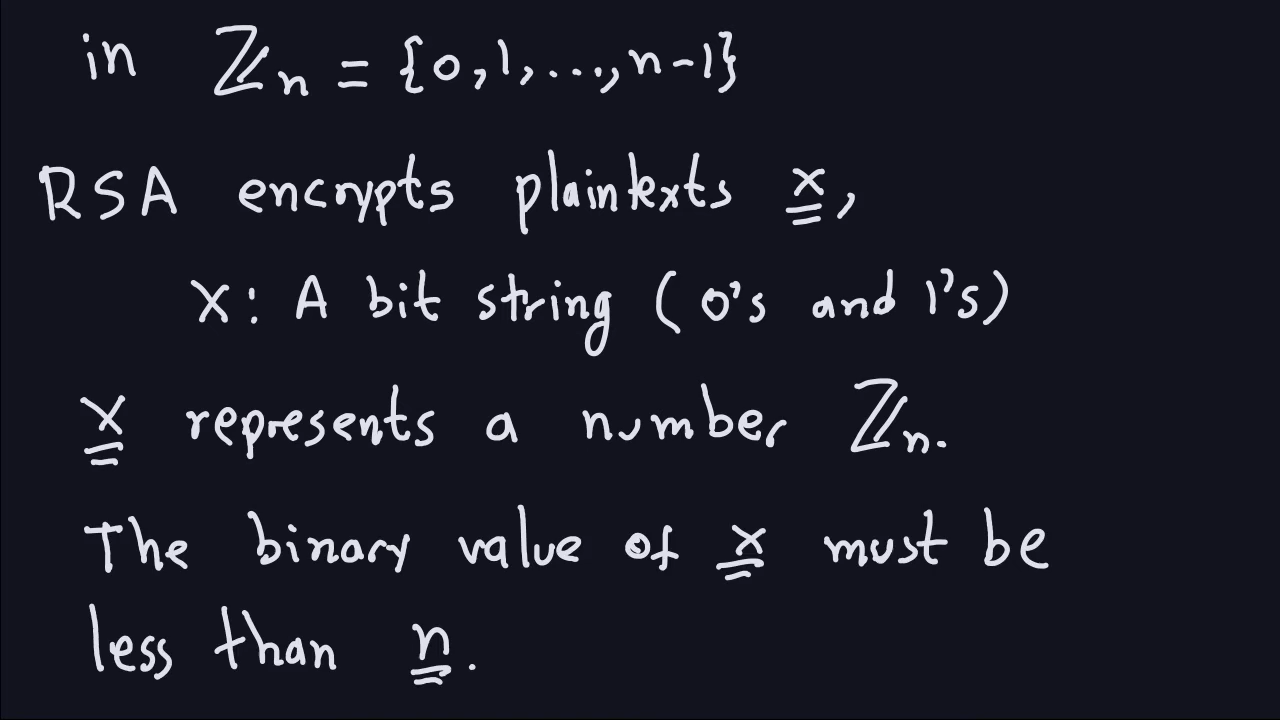 in ℤn = {0,1,...,n-1}
RSA encrypts plaintexts x,
x: A bit string (0's and 1's)
x represents a number ℤn.
The binary value of x must be
less than n.